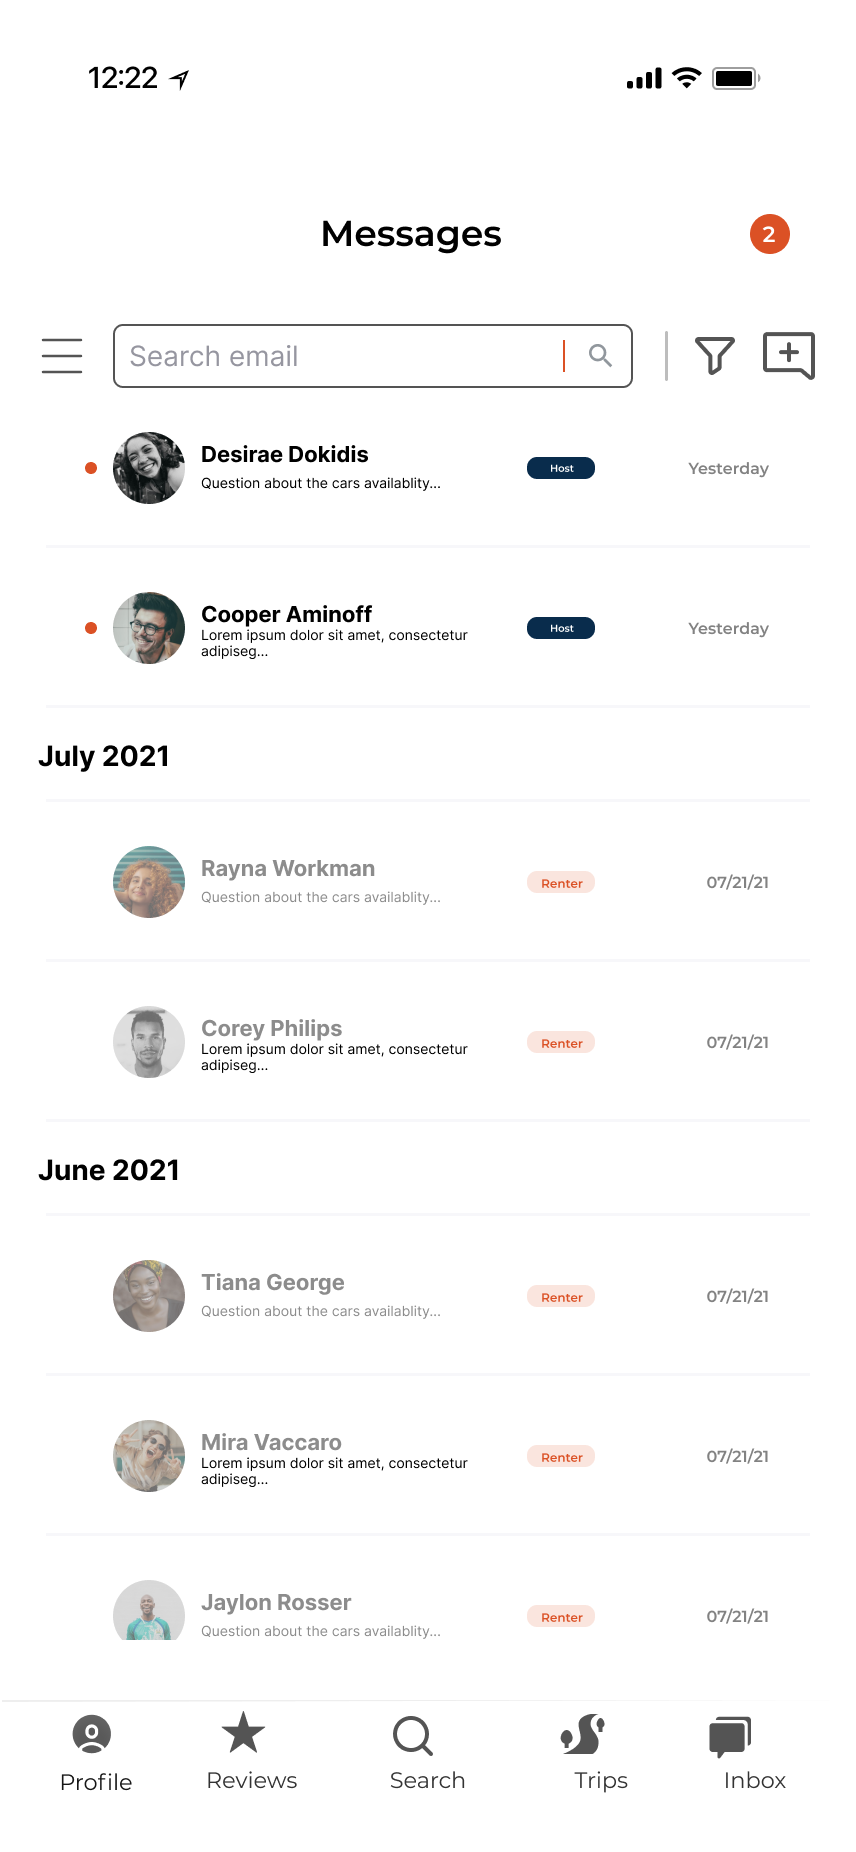 12:22
Messages
2
Search email
Desirae Dokidis
Question about the cars availablity...
Host
Yesterday
Cooper Aminoff
Lorem ipsum dolor sit amet, consectetur
adipiseg...
Host
Yesterday
July 2021
Rayna Workman
Question about the cars availablity...
Renter
07/21/21
Corey Philips
Lorem ipsum dolor sit amet, consectetur
adipiseg...
Renter
07/21/21
June 2021
Tiana George
Question about the cars availablity...
Renter
07/21/21
Mira Vaccaro
Lorem ipsum dolor sit amet, consectetur
adipiseg...
Renter
07/21/21
Jaylon Rosser
Question about the cars availablity...
Renter
07/21/21
Profile
Reviews
Search
Trips
Inbox